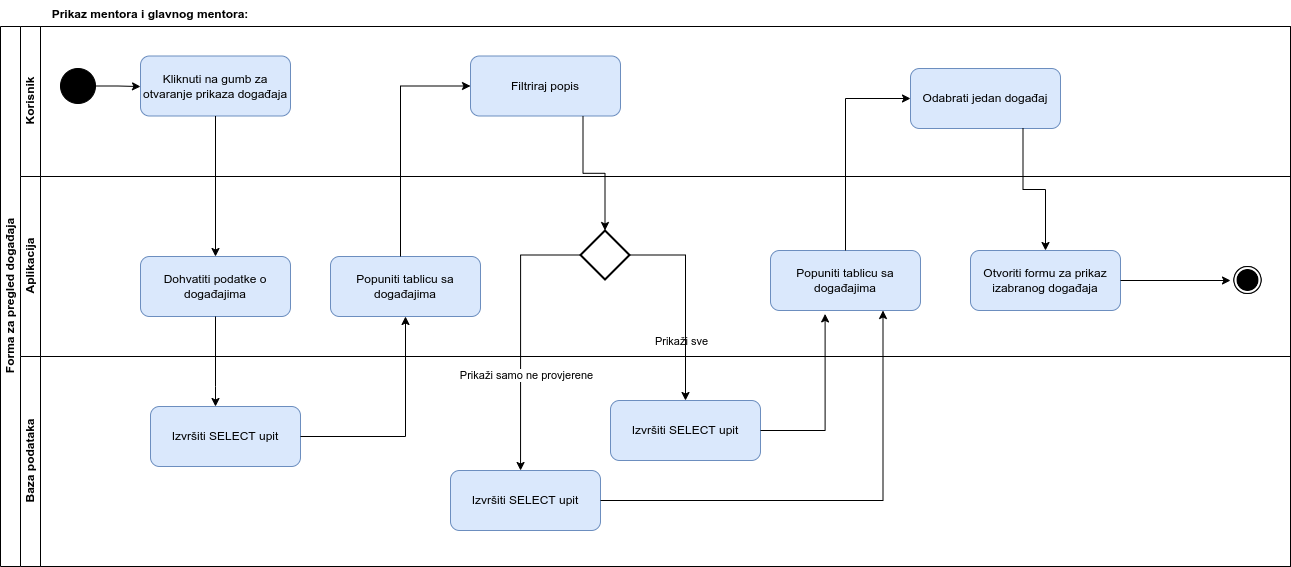 Prikaz mentora i glavnog mentora:
Forma za pregled događaja
Korisnik
Kliknuti na gumb za
otvaranje prikaza događaja
Filtriraj popis
Odabrati jedan događaj
Aplikacija
Dohvatiti podatke o
događajima
Popuniti tablicu sa
događajima
Popuniti tablicu sa
događajima
Otvoriti formu za prikaz
izabranog događaja
Prikaži sve
Baza podataka
Prikaži samo ne provjerene
Izvršiti SELECT upit
Izvršiti SELECT upit
Izvršiti SELECT upit